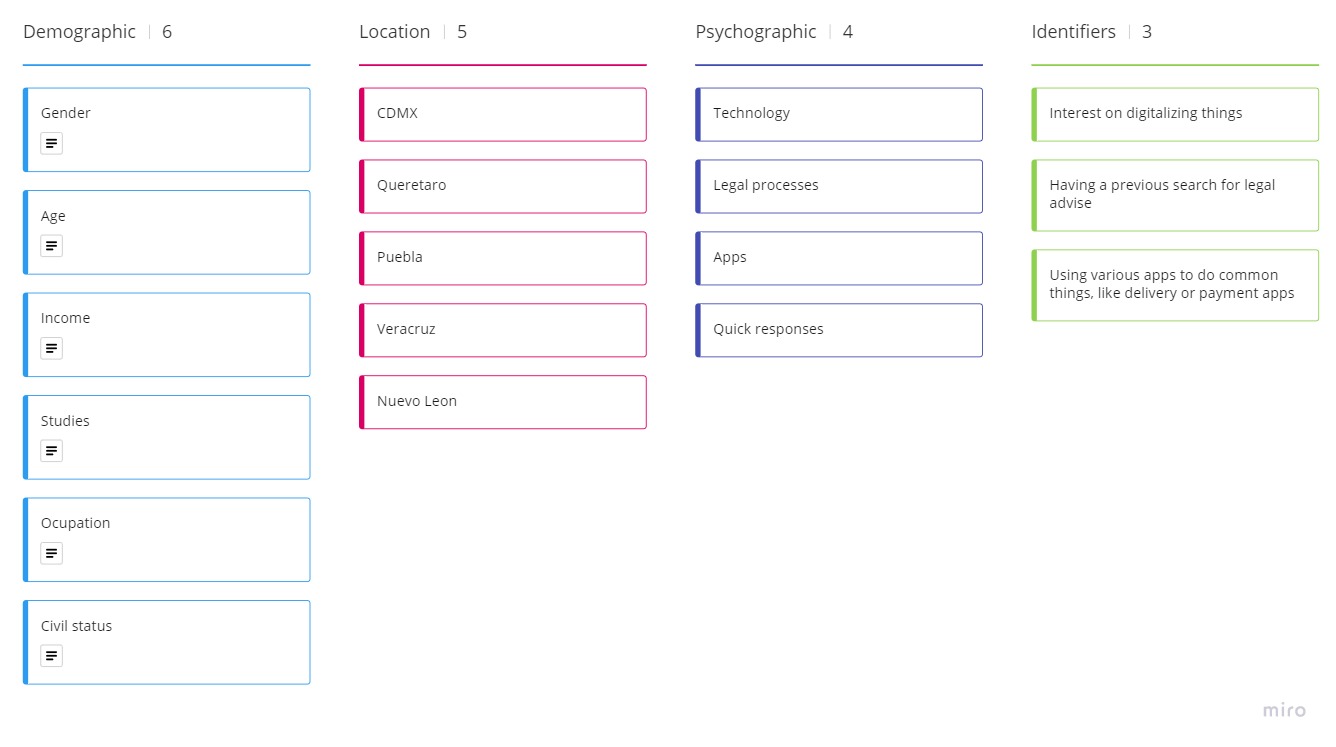 Demographic 6
Gender
Age
Income
Studies
Ocupation
Civil status
Location 5
CDMX
Queretaro
Puebla
Veracruz
Nuevo Leon
Psychographic 4
Technology
Legal processes
Apps
Quick responses
Identifiers 3
Interest on digitalizing things
Having a previous search for legal
advise
Using various apps to do common
things, like delivery or payment apps
miro